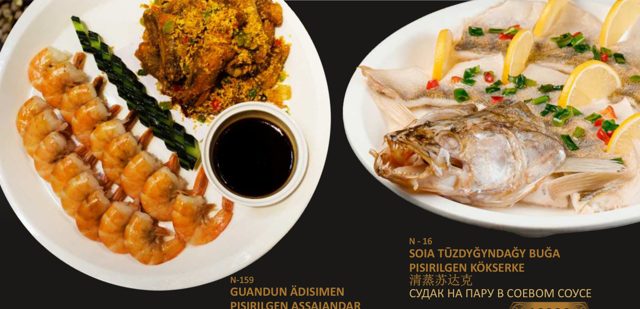 N-159
GUANDUN ÄDISIMEN
PISIRILGEN ASSAIANDAR
N - 16
SOIA TŪZDYĞYNDAĞY BUĞA
PISIRILGEN KÖKSERKE
清蒸苏达克
СУДАК НА ПАРУ В СОЕВОМ СОУСЕ